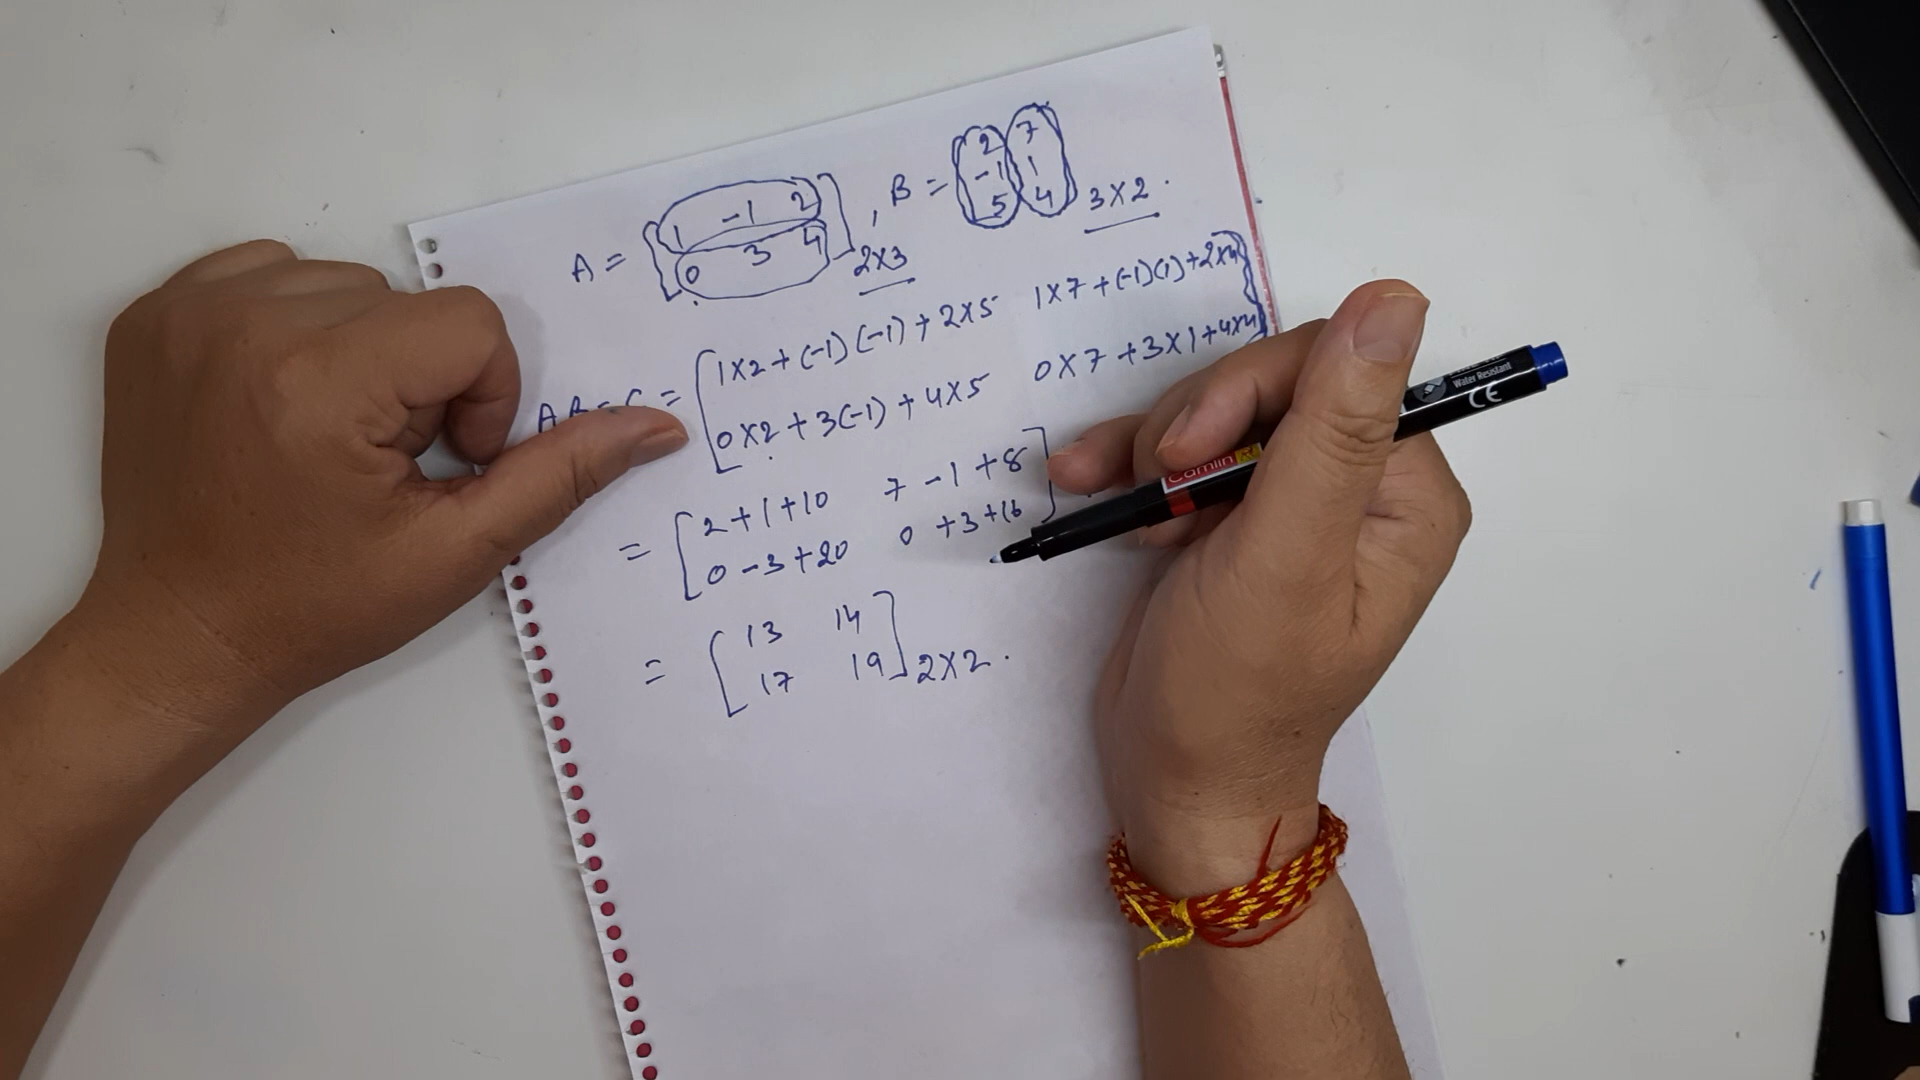 A = [1 -1 2
0 3 4] 2x3 , B = [2 7
-1 1
5 4] 3x2 .
AB = C = [1x2 + (-1)(-1) + 2x5 1x7 + (-1)(1) + 2x4
0x2 + 3(-1) + 4x5 0x7 + 3x1 + 4x4]
= [2+1+10 7 -1 +8
0 -3 +20 0 +3 +16]
= [13 14
17 19] 2x2 .
Camlin
Water Resistant
CE